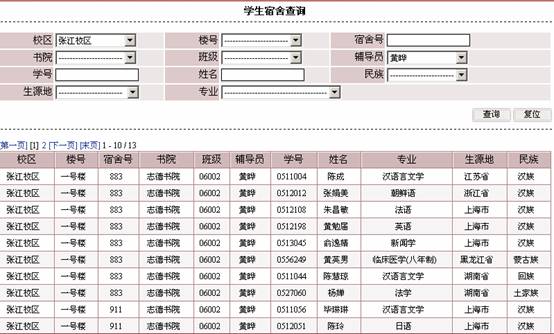 学生宿舍查询
校区 张江校区 楼号 -------------------- 宿舍号
书院 -------------------- 班级 -------------------- 辅导员 黄晔
学号 姓名 民族 --------------------
生源地 -------------------- 专业 --------------------
查询 复位
[第一页] [1] 2 [下一页] [末页] 1 - 10 / 13
校区 楼号 宿舍号 书院 班级 辅导员 学号 姓名 专业 生源地 民族
张江校区 一号楼 883 志德书院 06002 黄晔 0511004 陈成 汉语言文学 江苏省 汉族
张江校区 一号楼 883 志德书院 06002 黄晔 0512012 张娟美 朝鲜语 浙江省 汉族
张江校区 一号楼 883 志德书院 06002 黄晔 0512108 朱昌敏 法语 上海市 汉族
张江校区 一号楼 883 志德书院 06002 黄晔 0512198 黄勉届 英语 上海市 汉族
张江校区 一号楼 883 志德书院 06002 黄晔 0513045 俞逸樯 新闻学 上海市 汉族
张江校区 一号楼 883 志德书院 06002 黄晔 0556249 黄英男 临床医学(八年制) 黑龙江省 蒙古族
张江校区 一号楼 883 志德书院 06002 黄晔 0511044 陈慧琼 汉语言文学 湖南省 回族
张江校区 一号楼 883 志德书院 06002 黄晔 0527060 杨婵 法学 湖南省 土家族
张江校区 一号楼 911 志德书院 06002 黄晔 0511056 毕琳琳 汉语言文学 上海市 汉族
张江校区 一号楼 911 志德书院 06002 黄晔 0512051 陈玲 日语 上海市 汉族